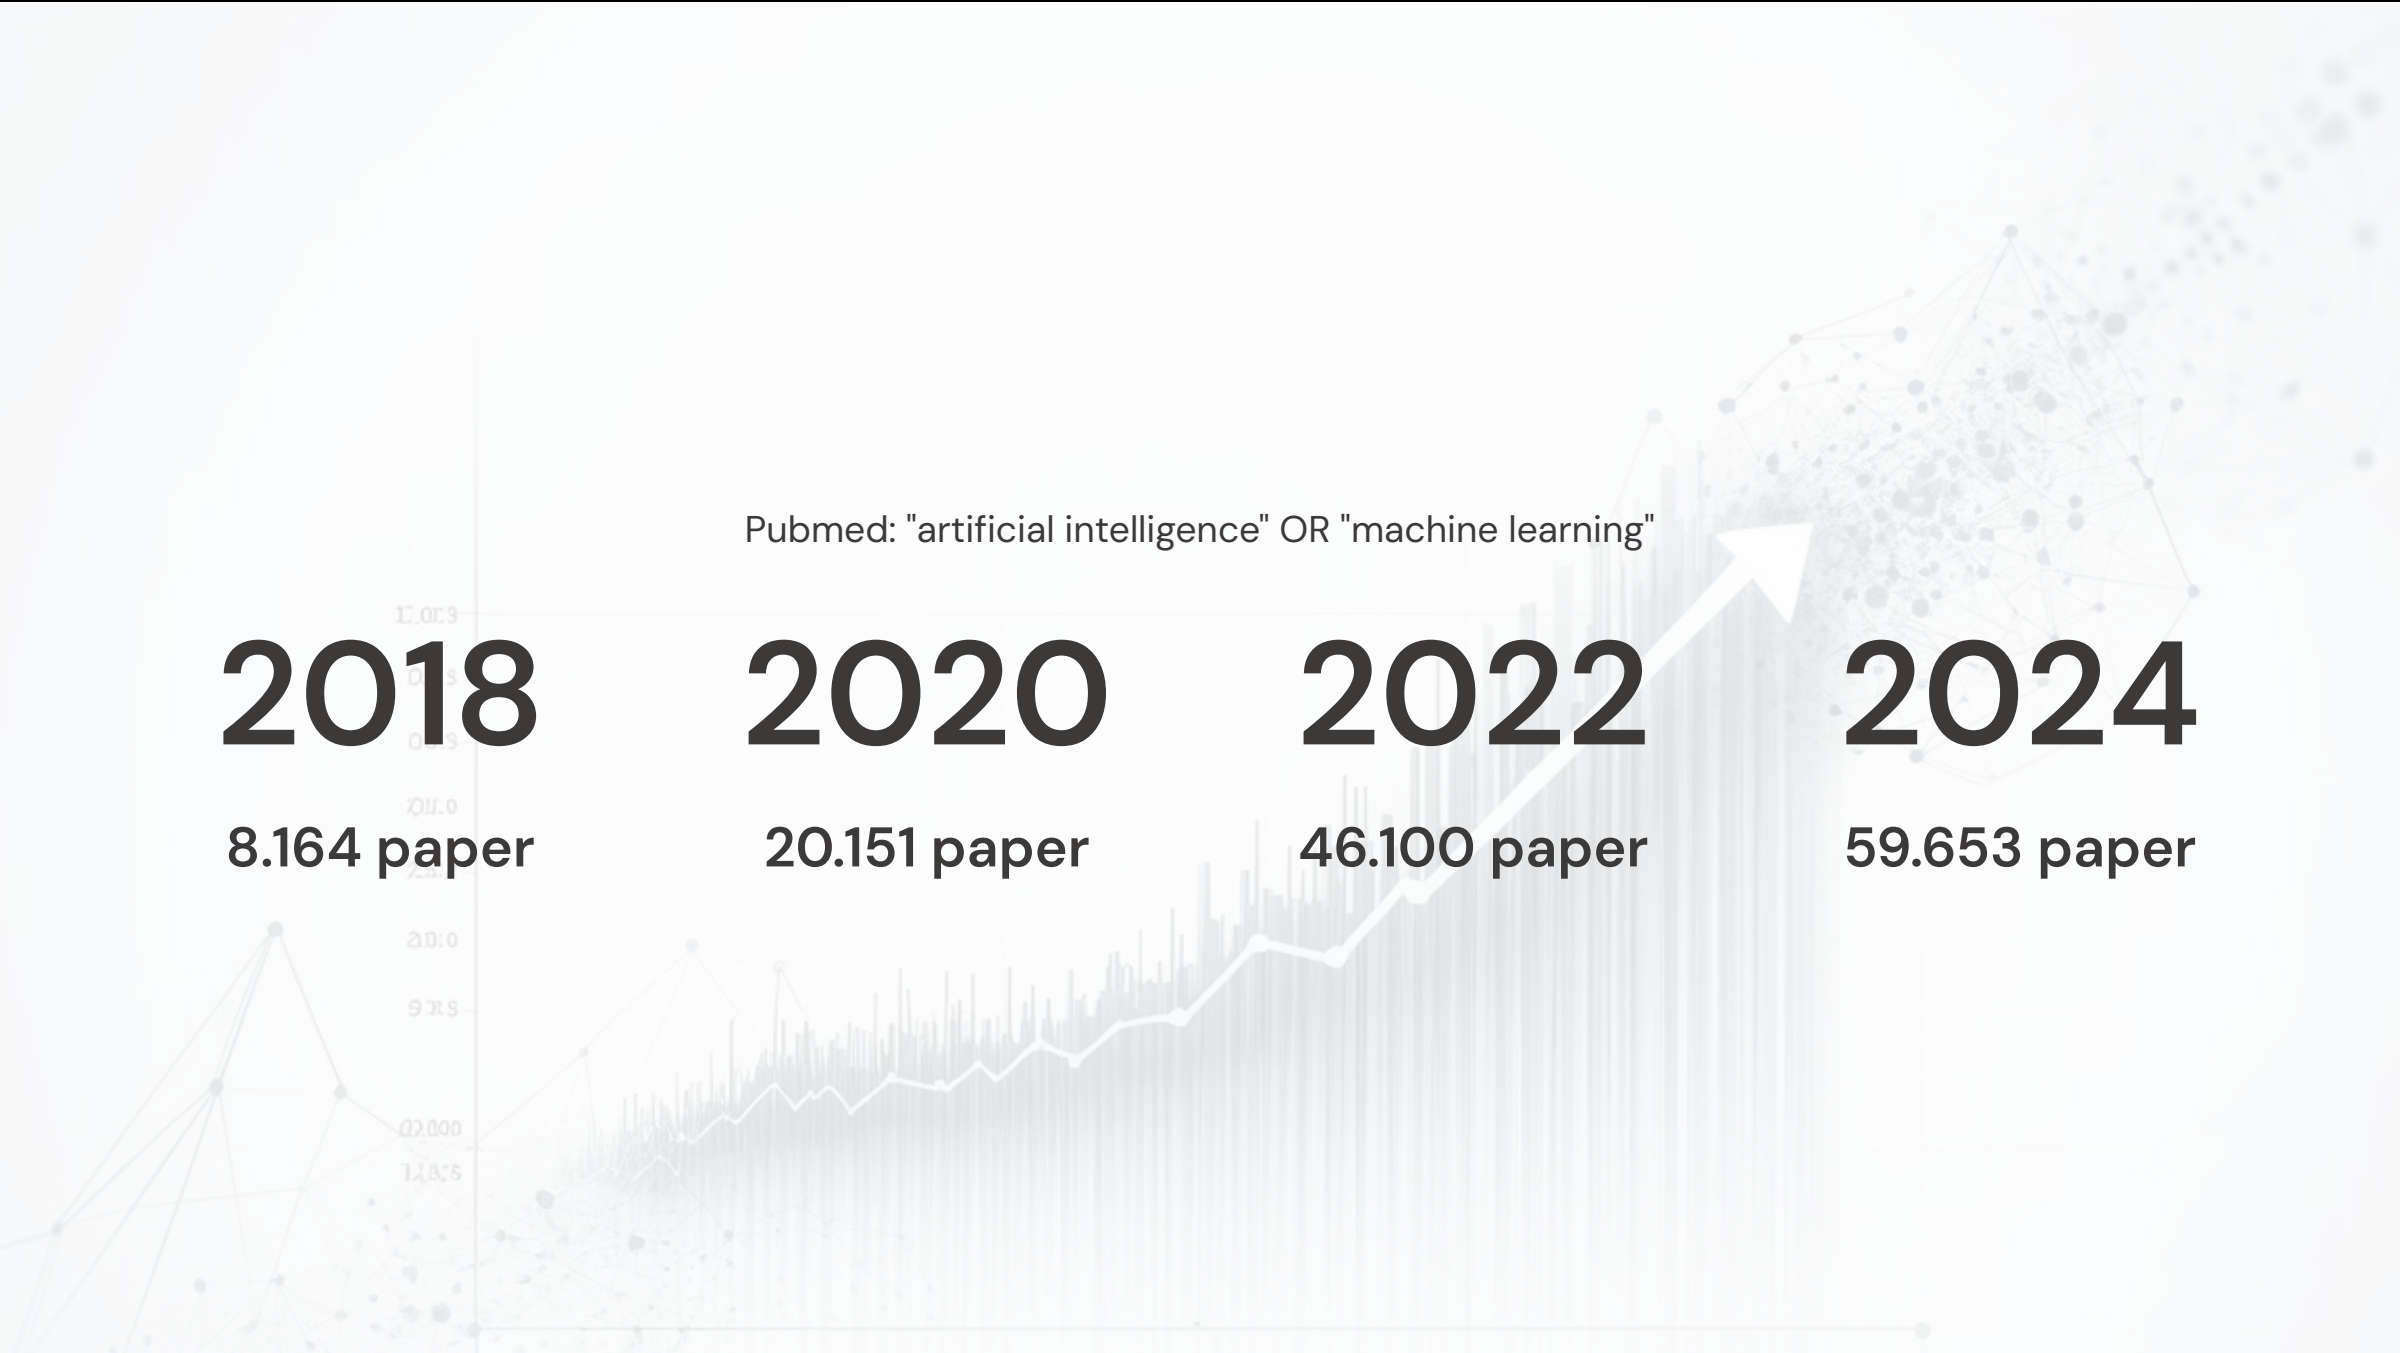 Pubmed: "artificial intelligence" OR "machine learning"
2018 2020 2022 2024
8.164 paper 20.151 paper 46.100 paper 59.653 paper